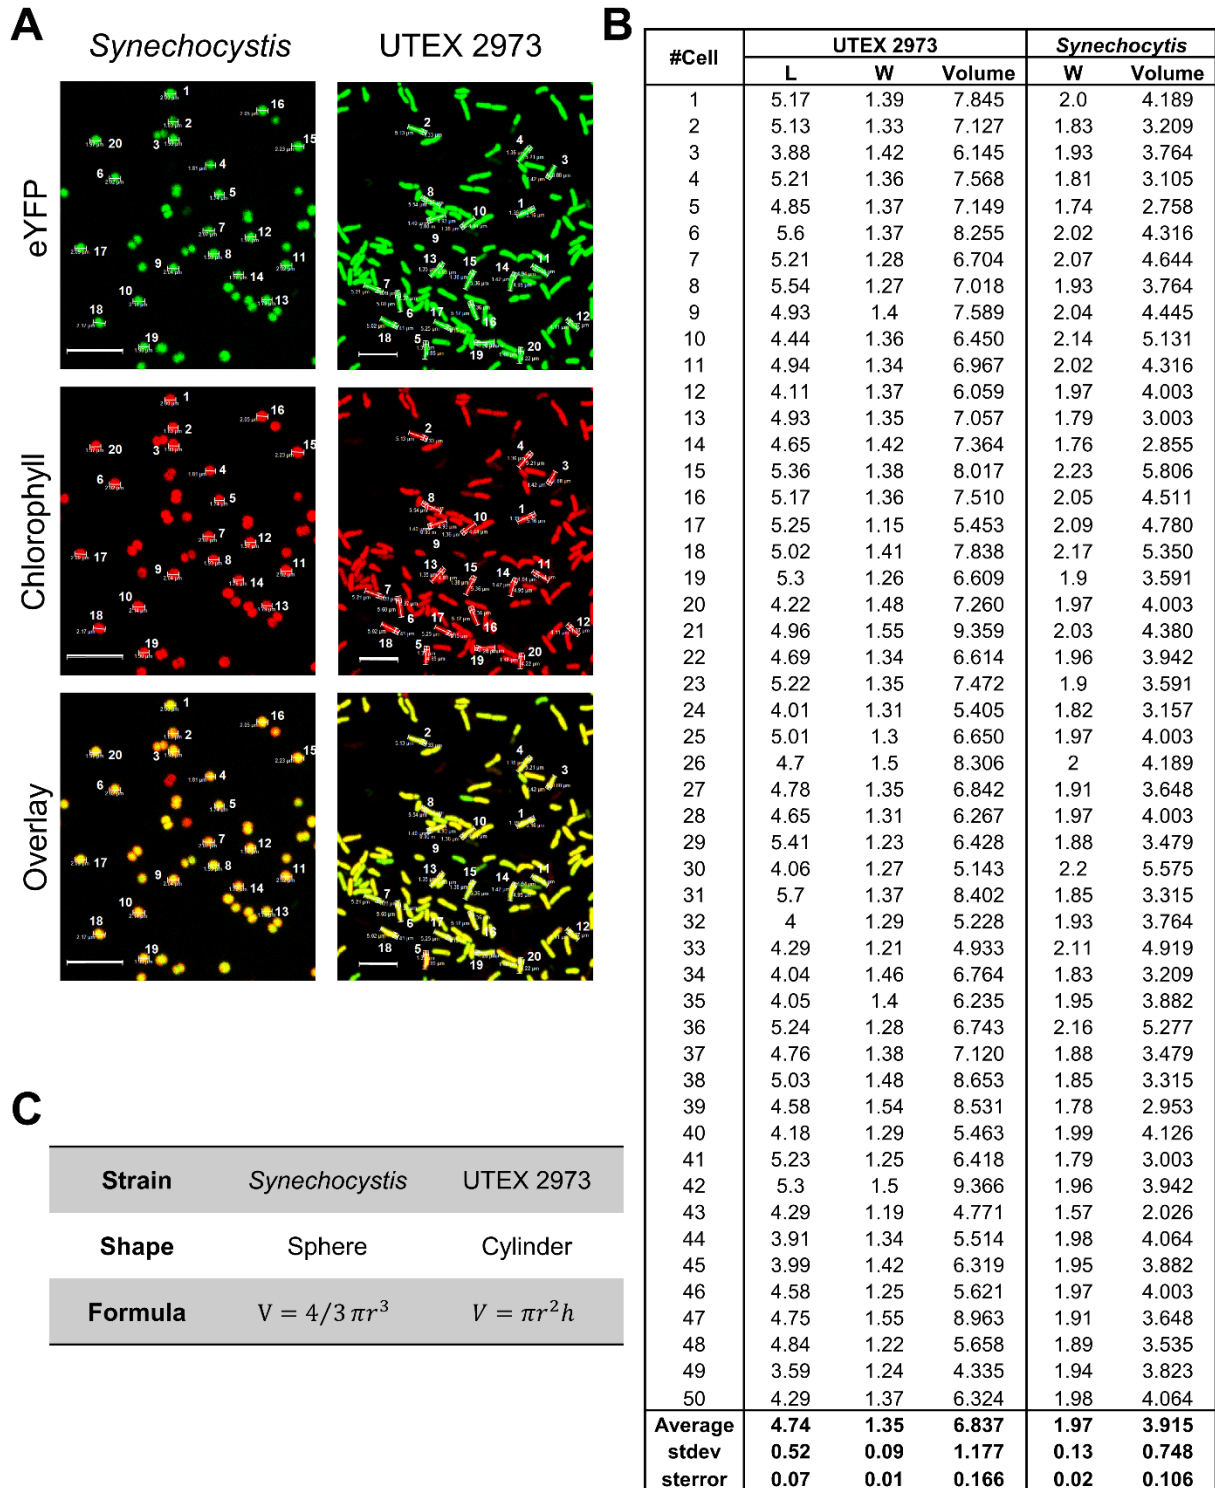 A
Synechocystis
UTEX 2973
eYFP
Chlorophyll
Overlay
B
#Cell UTEX 2973 Synechocytis
L W Volume W Volume
1 5.17 1.39 7.845 2.0 4.189
2 5.13 1.33 7.127 1.83 3.209
3 3.88 1.42 6.145 1.93 3.764
4 5.21 1.36 7.568 1.81 3.105
5 4.85 1.37 7.149 1.74 2.758
6 5.6 1.37 8.255 2.02 4.316
7 5.21 1.28 6.704 2.07 4.644
8 5.54 1.27 7.018 1.93 3.764
9 4.93 1.4 7.589 2.04 4.445
10 4.44 1.36 6.450 2.14 5.131
11 4.94 1.34 6.967 2.02 4.316
12 4.11 1.37 6.059 1.97 4.003
13 4.93 1.35 7.057 1.79 3.003
14 4.65 1.42 7.364 1.76 2.855
15 5.36 1.38 8.017 2.23 5.806
16 5.17 1.36 7.510 2.05 4.511
17 5.25 1.15 5.453 2.09 4.780
18 5.02 1.41 7.838 2.17 5.350
19 5.3 1.26 6.609 1.9 3.591
20 4.22 1.48 7.260 1.97 4.003
21 4.96 1.55 9.359 2.03 4.380
22 4.69 1.34 6.614 1.96 3.942
23 5.22 1.35 7.472 1.9 3.591
24 4.01 1.31 5.405 1.82 3.157
25 5.01 1.3 6.650 1.97 4.003
26 4.7 1.5 8.306 2 4.189
27 4.78 1.35 6.842 1.91 3.648
28 4.65 1.31 6.267 1.97 4.003
29 5.41 1.23 6.428 1.88 3.479
30 4.06 1.27 5.143 2.2 5.575
31 5.7 1.37 8.402 1.85 3.315
32 4 1.29 5.228 1.93 3.764
33 4.29 1.21 4.933 2.11 4.919
34 4.04 1.46 6.764 1.83 3.209
35 4.05 1.4 6.235 1.95 3.882
36 5.24 1.28 6.743 2.16 5.277
37 4.76 1.38 7.120 1.88 3.479
38 5.03 1.48 8.653 1.85 3.315
39 4.58 1.54 8.531 1.78 2.953
40 4.18 1.29 5.463 1.99 4.126
41 5.23 1.25 6.418 1.79 3.003
42 5.3 1.5 9.366 1.96 3.942
43 4.29 1.19 4.771 1.57 2.026
44 3.91 1.34 5.514 1.98 4.064
45 3.99 1.42 6.319 1.95 3.882
46 4.58 1.25 5.621 1.97 4.003
47 4.75 1.55 8.963 1.91 3.648
48 4.84 1.22 5.658 1.89 3.535
49 3.59 1.24 4.335 1.94 3.823
50 4.29 1.37 6.324 1.98 4.064
Average 4.74 1.35 6.837 1.97 3.915
stdev 0.52 0.09 1.177 0.13 0.748
sterror 0.07 0.01 0.166 0.02 0.106
C
Strain Synechocystis UTEX 2973
Shape Sphere Cylinder
Formula V = 4/3 πr³ V = πr²h